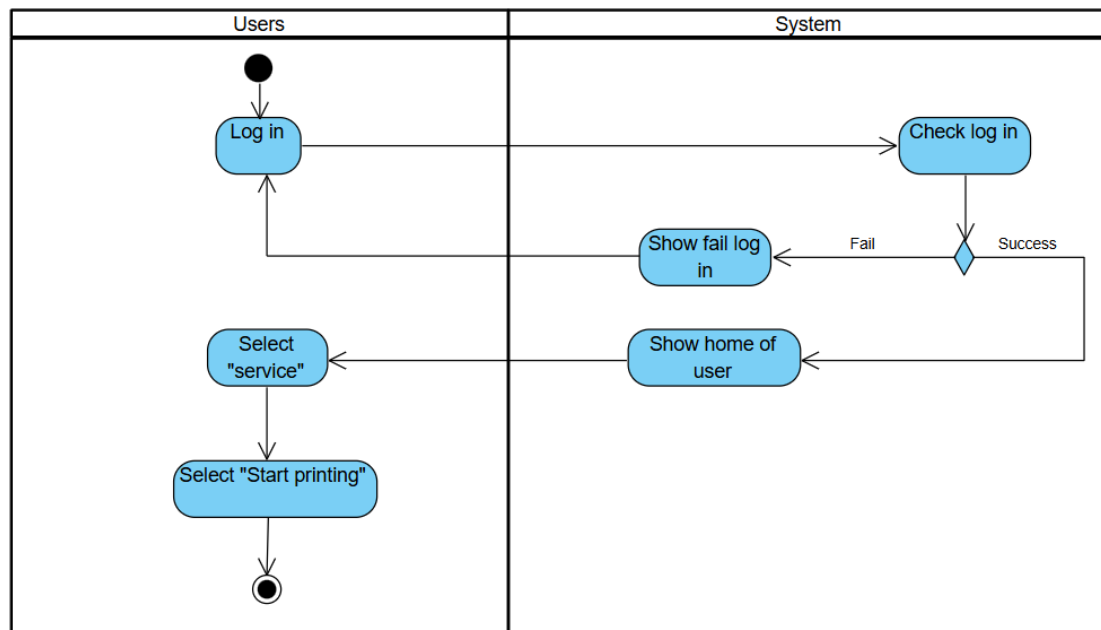 Users
System
Log in
Check log in
Show fail log
in
Fail
Success
Select
"service"
Show home of
user
Select "Start printing"